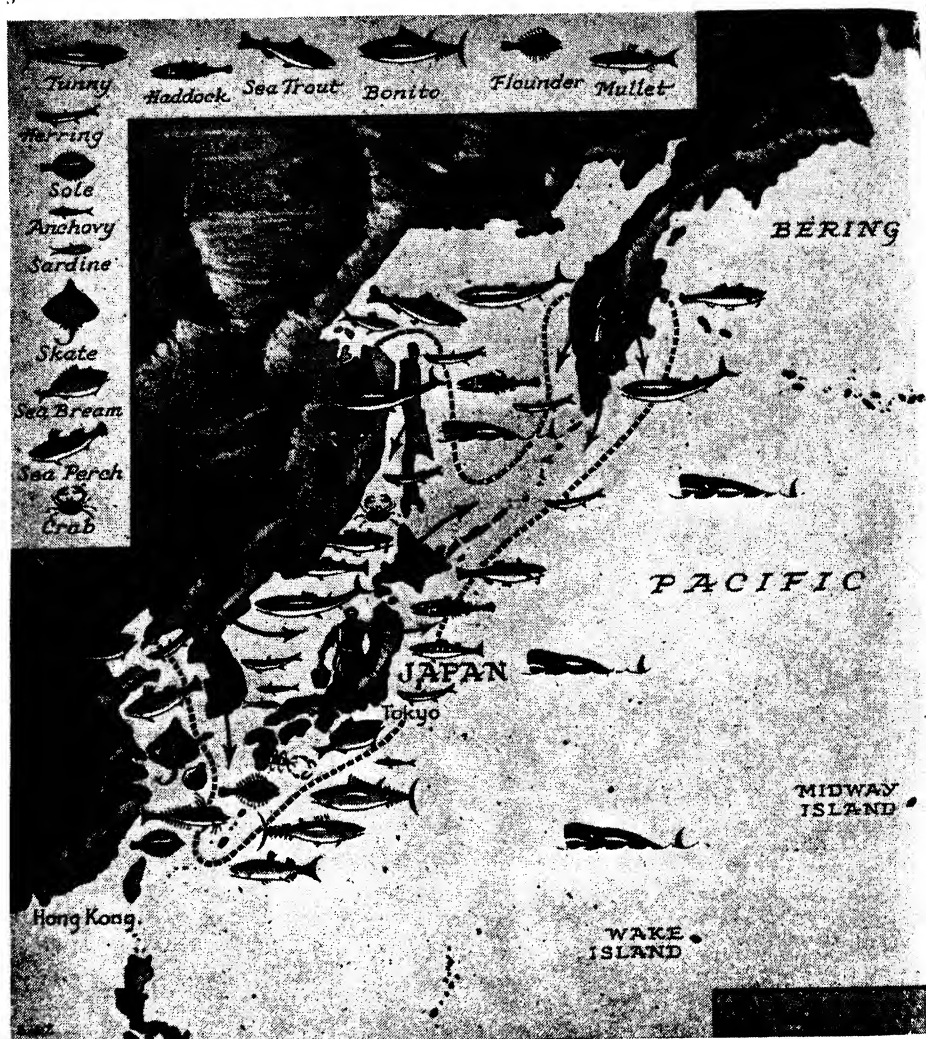 Tunny
Haddock
Sea Trout
Bonito
Flounder
Mullet
Herring
Sole
Anchovy
Sardine
Skate
Sea Bream
Sea Perch
Crab
BERING
PACIFIC
JAPAN
Tokyo
MIDWAY
ISLAND
Hong Kong
WAKE
ISLAND